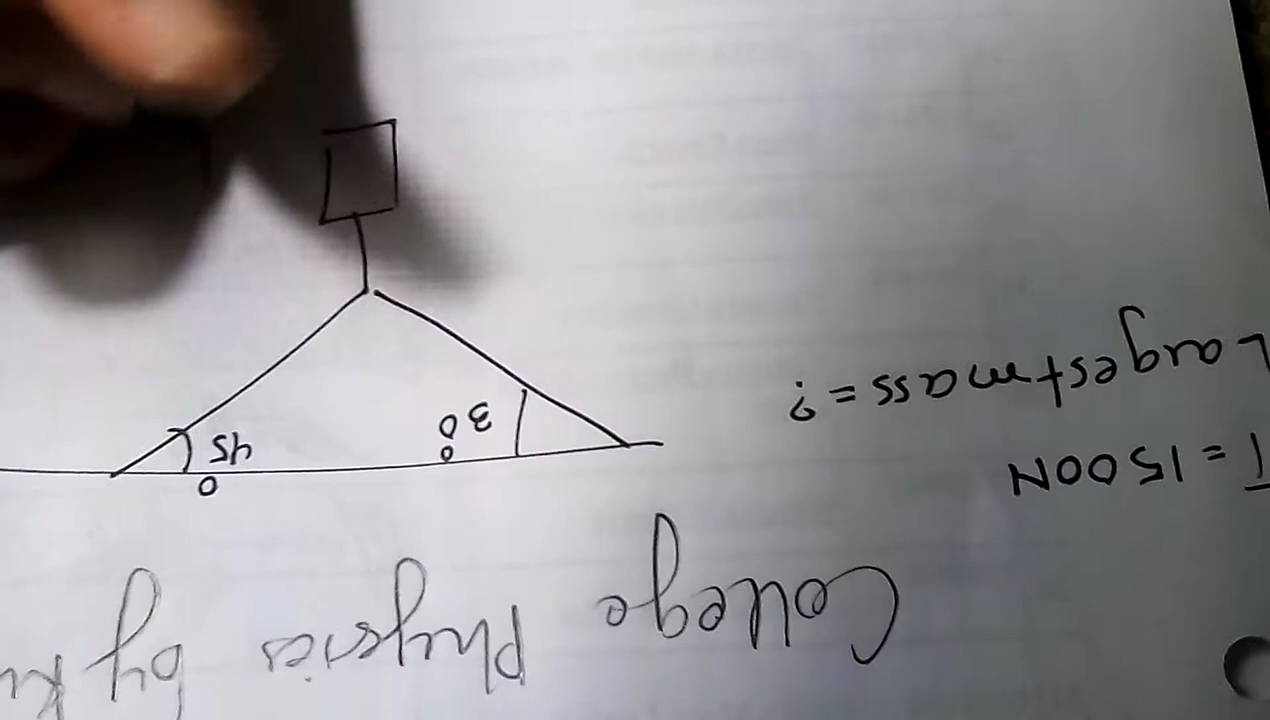 College Physics by
T = 1500N
Largest mass = ?
30°
45°